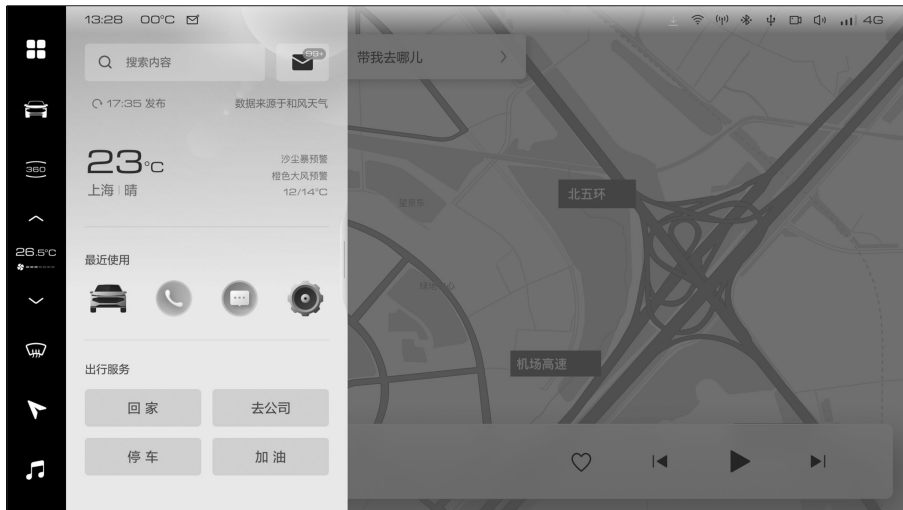 13:28 00°C
4G
搜索内容
99+
带我去哪儿
17:35 发布 数据来源于和风天气
23°C
上海 | 晴
沙尘暴预警
橙色大风预警
12/14°C
360
26.5°C
最近使用
出行服务
回家
去公司
停车
加油
北五环
机场高速